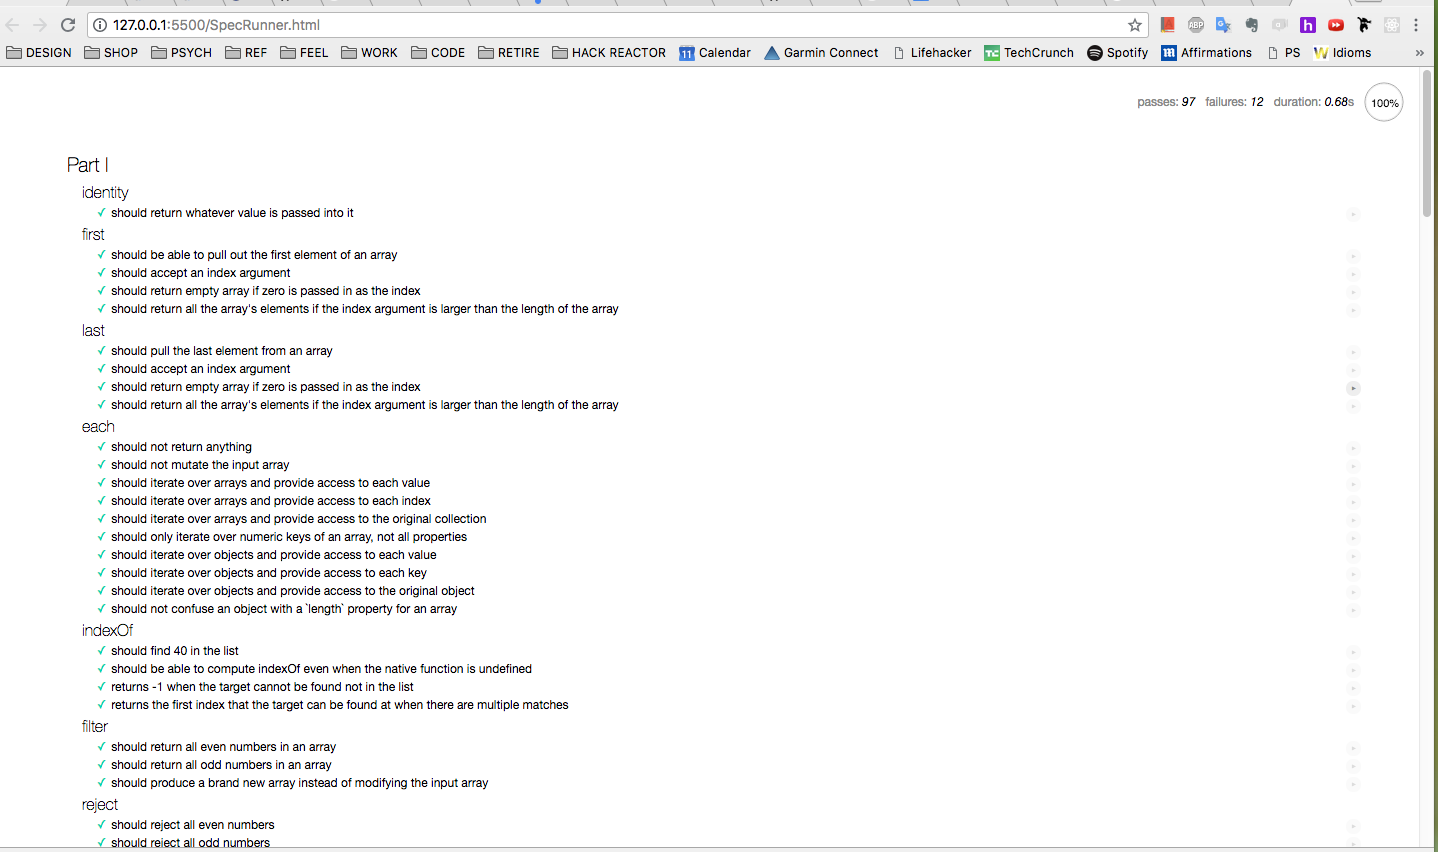 127.0.0.1:5500/SpecRunner.html
DESIGN SHOP PSYCH REF FEEL WORK CODE RETIRE HACK REACTOR 11 Calendar Garmin Connect Lifehacker TC TechCrunch Spotify m Affirmations PS W Idioms »
passes: 97 failures: 12 duration: 0.68s 100%
Part I
identity
✓ should return whatever value is passed into it
first
✓ should be able to pull out the first element of an array
✓ should accept an index argument
✓ should return empty array if zero is passed in as the index
✓ should return all the array's elements if the index argument is larger than the length of the array
last
✓ should pull the last element from an array
✓ should accept an index argument
✓ should return empty array if zero is passed in as the index
✓ should return all the array's elements if the index argument is larger than the length of the array
each
✓ should not return anything
✓ should not mutate the input array
✓ should iterate over arrays and provide access to each value
✓ should iterate over arrays and provide access to each index
✓ should iterate over arrays and provide access to the original collection
✓ should only iterate over numeric keys of an array, not all properties
✓ should iterate over objects and provide access to each value
✓ should iterate over objects and provide access to each key
✓ should iterate over objects and provide access to the original object
✓ should not confuse an object with a `length` property for an array
indexOf
✓ should find 40 in the list
✓ should be able to compute indexOf even when the native function is undefined
✓ returns -1 when the target cannot be found not in the list
✓ returns the first index that the target can be found at when there are multiple matches
filter
✓ should return all even numbers in an array
✓ should return all odd numbers in an array
✓ should produce a brand new array instead of modifying the input array
reject
✓ should reject all even numbers
✓ should reject all odd numbers